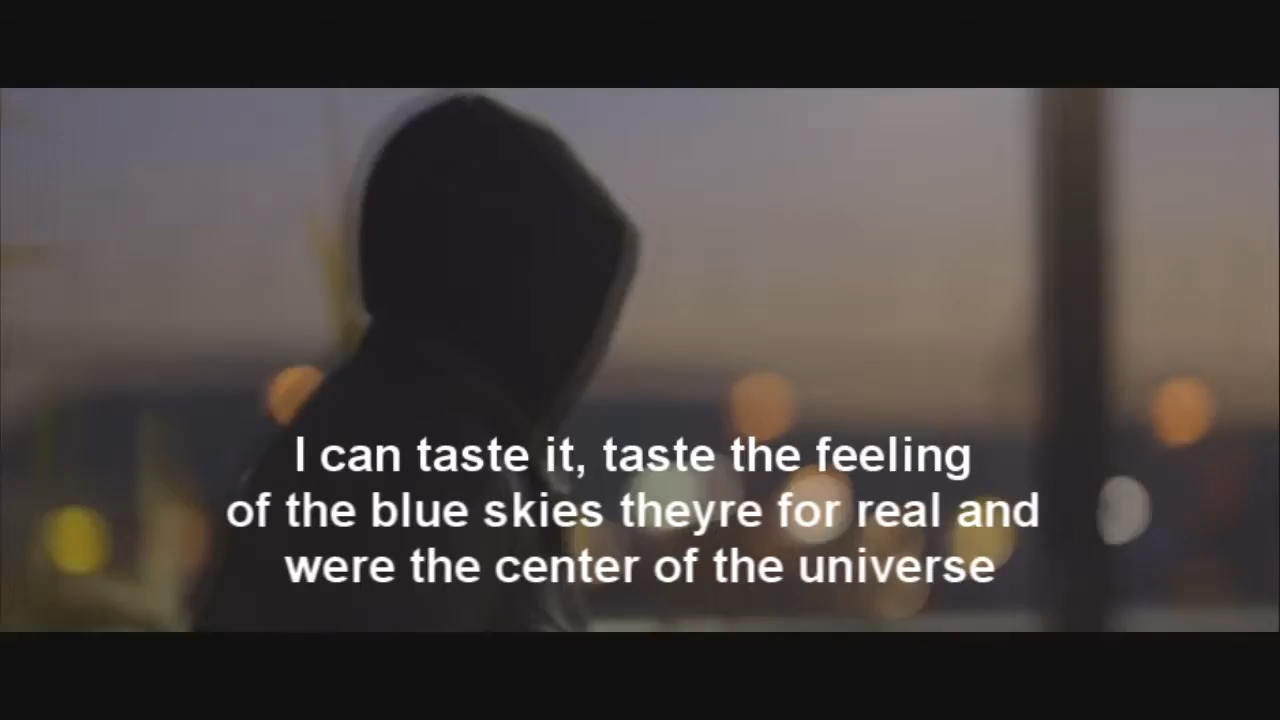 I can taste it, taste the feeling
of the blue skies theyre for real and
were the center of the universe